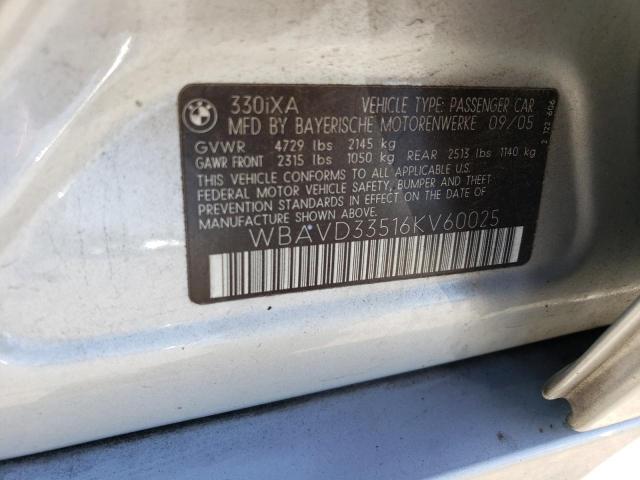 BMW
330iXA VEHICLE TYPE: PASSENGER CAR
MFD BY BAYERISCHE MOTORENWERKE 09/05
GVWR 4729 lbs 2145 kg
GAWR FRONT 2315 lbs 1050 kg REAR 2513 lbs 1140 kg
THIS VEHICLE CONFORMS TO ALL APPLICABLE
FEDERAL MOTOR VEHICLE SAFETY, BUMPER AND THEFT
PREVENTION STANDARDS IN EFFECT ON THE DATE OF
MANUFACTURE SHOWN ABOVE.
WBAVD33516KV60025